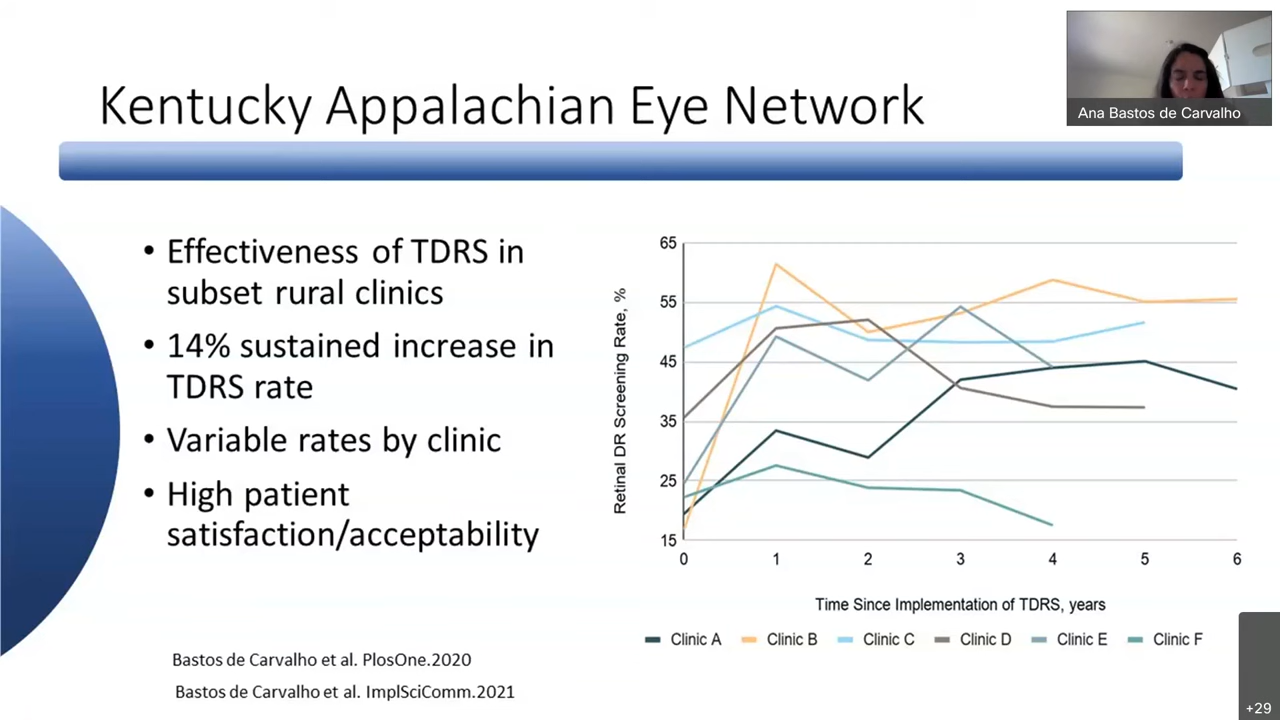 Kentucky Appalachian Eye Network
Ana Bastos de Carvalho
• Effectiveness of TDRS in
subset rural clinics
• 14% sustained increase in
TDRS rate
• Variable rates by clinic
• High patient
satisfaction/acceptability
Bastos de Carvalho et al. PlosOne.2020
Bastos de Carvalho et al. ImplSciComm.2021
Retinal DR Screening Rate, %
65
55
45
35
25
15
0 1 2 3 4 5 6
Time Since Implementation of TDRS, years
Clinic A Clinic B Clinic C Clinic D Clinic E Clinic F
+29